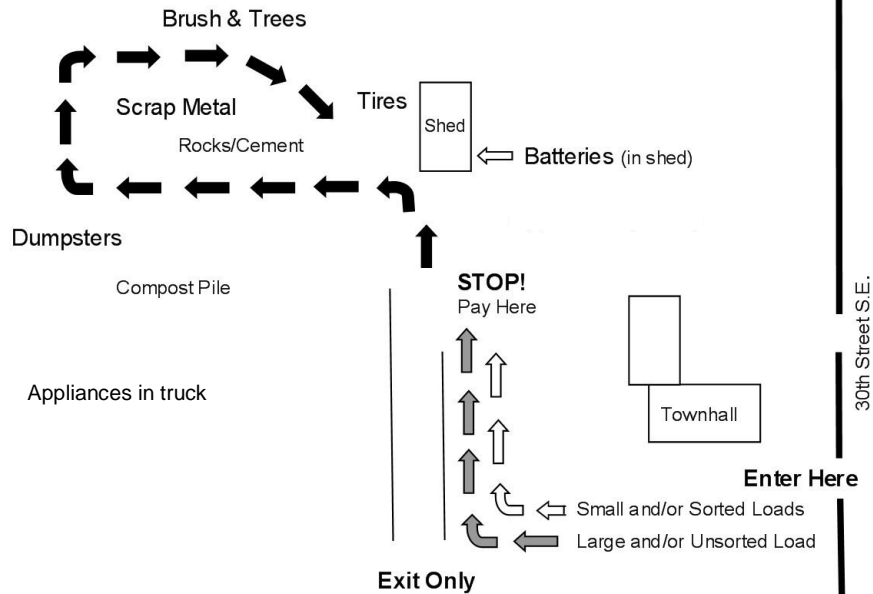 Brush & Trees
Scrap Metal
Tires
Shed
Rocks/Cement
Batteries (in shed)
Dumpsters
STOP!
Pay Here
Compost Pile
30th Street S.E.
Appliances in truck
Townhall
Enter Here
Small and/or Sorted Loads
Large and/or Unsorted Load
Exit Only